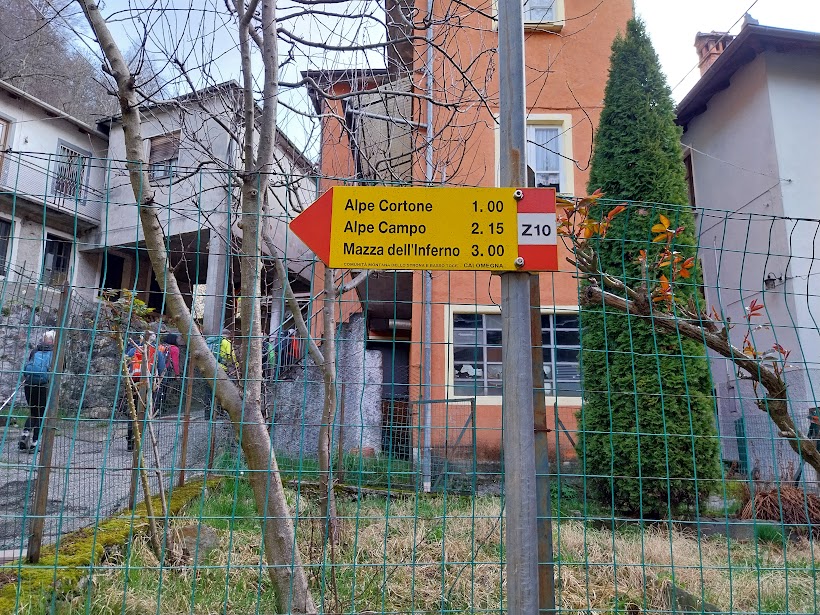 Alpe Cortone 1.00
Alpe Campo 2.15
Mazza dell'Inferno 3.00
Z10
CAI OMEGNA